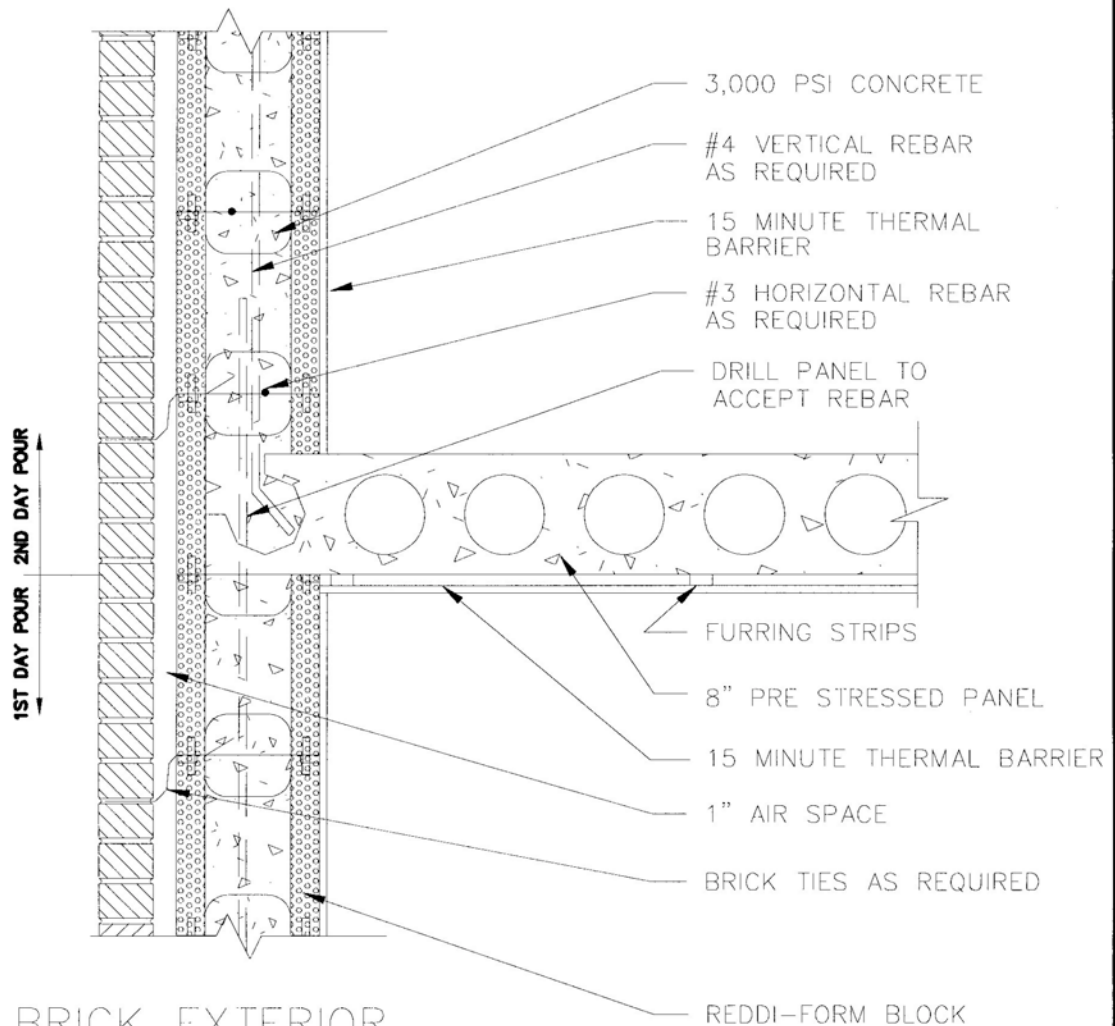 3,000 PSI CONCRETE
#4 VERTICAL REBAR
AS REQUIRED
15 MINUTE THERMAL
BARRIER
#3 HORIZONTAL REBAR
AS REQUIRED
DRILL PANEL TO
ACCEPT REBAR
1ST DAY POUR 2ND DAY POUR
FURRING STRIPS
8" PRE STRESSED PANEL
15 MINUTE THERMAL BARRIER
1" AIR SPACE
BRICK TIES AS REQUIRED
REDDI-FORM BLOCK
BRICK EXTERIOR